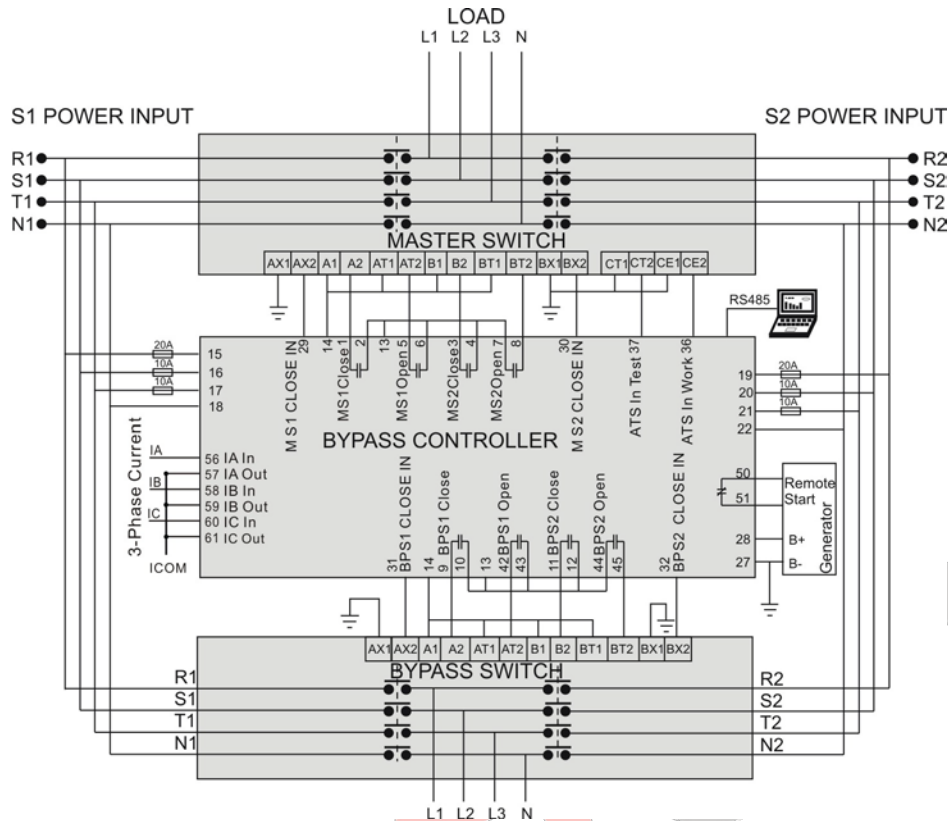 LOAD
L1 L2 L3 N
S1 POWER INPUT
S2 POWER INPUT
R1
S1
T1
N1
R2
S2
T2
N2
MASTER SWITCH
AX1 AX2 A1 A2 AT1 AT2 B1 B2 BT1 BT2 BX1 BX2 CT1 CT2 CE1 CE2
RS485
29 14 1 2 13 5 6 3 4 7 8 30 37 36
MS1 CLOSE IN
MS1Close
MS1Open
MS2Close
MS2Open
MS2 CLOSE IN
ATS In Test
ATS In Work
20A 15
10A 16
10A 17
18
19 20A
20 10A
21 10A
22
BYPASS CONTROLLER
3-Phase Current
IA 56 IA In
57 IA Out
IB 58 IB In
59 IB Out
IC 60 IC In
61 IC Out
ICOM
50
51
28
27
Remote
Start
B+
B-
Generator
BPS1 CLOSE IN
BPS1 Close
BPS1 Open
BPS2 Close
BPS2 Open
BPS2 CLOSE IN
31 14 9 10 13 42 43 11 12 44 45 32
AX1 AX2 A1 A2 AT1 AT2 B1 B2 BT1 BT2 BX1 BX2
BYPASS SWITCH
R1
S1
T1
N1
R2
S2
T2
N2
L1 L2 L3 N